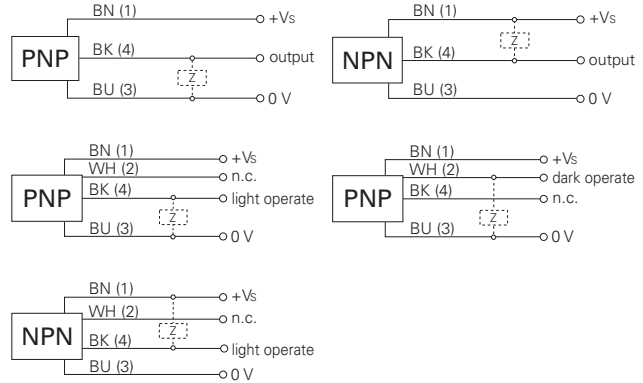 BN (1)
+Vs
PNP
BK (4)
output
Z
BU (3)
0 V
BN (1)
+Vs
Z
NPN
BK (4)
output
BU (3)
0 V
BN (1)
+Vs
WH (2)
n.c.
PNP
BK (4)
light operate
Z
BU (3)
0 V
BN (1)
+Vs
WH (2)
dark operate
PNP
BK (4)
n.c.
Z
BU (3)
0 V
BN (1)
+Vs
WH (2)
n.c.
Z
NPN
BK (4)
light operate
BU (3)
0 V